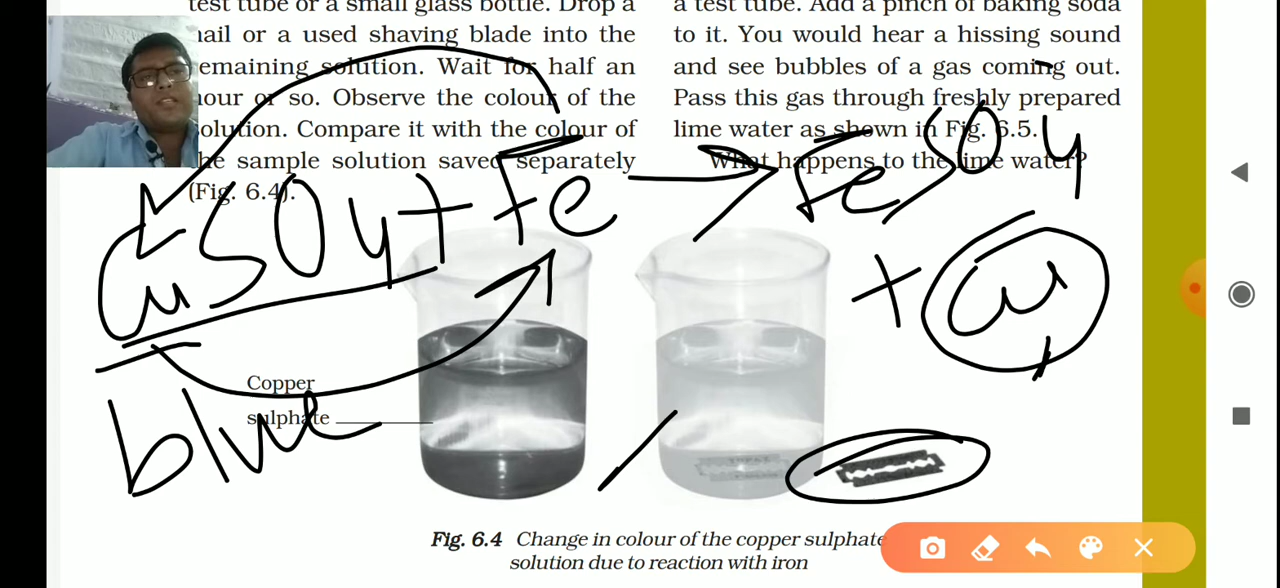 test tube or a small glass bottle. Drop a
nail or a used shaving blade into the
remaining solution. Wait for half an
hour or so. Observe the colour of the
solution. Compare it with the colour of
the sample solution saved separately
(Fig. 6.4).
a test tube. Add a pinch of baking soda
to it. You would hear a hissing sound
and see bubbles of a gas coming out.
Pass this gas through freshly prepared
lime water as shown in Fig. 6.5.
What happens to the lime water?
CuSO4 + Fe → FeSO4
+ Cu
blue
Copper
sulphate
Fig. 6.4 Change in colour of the copper sulphate
solution due to reaction with iron